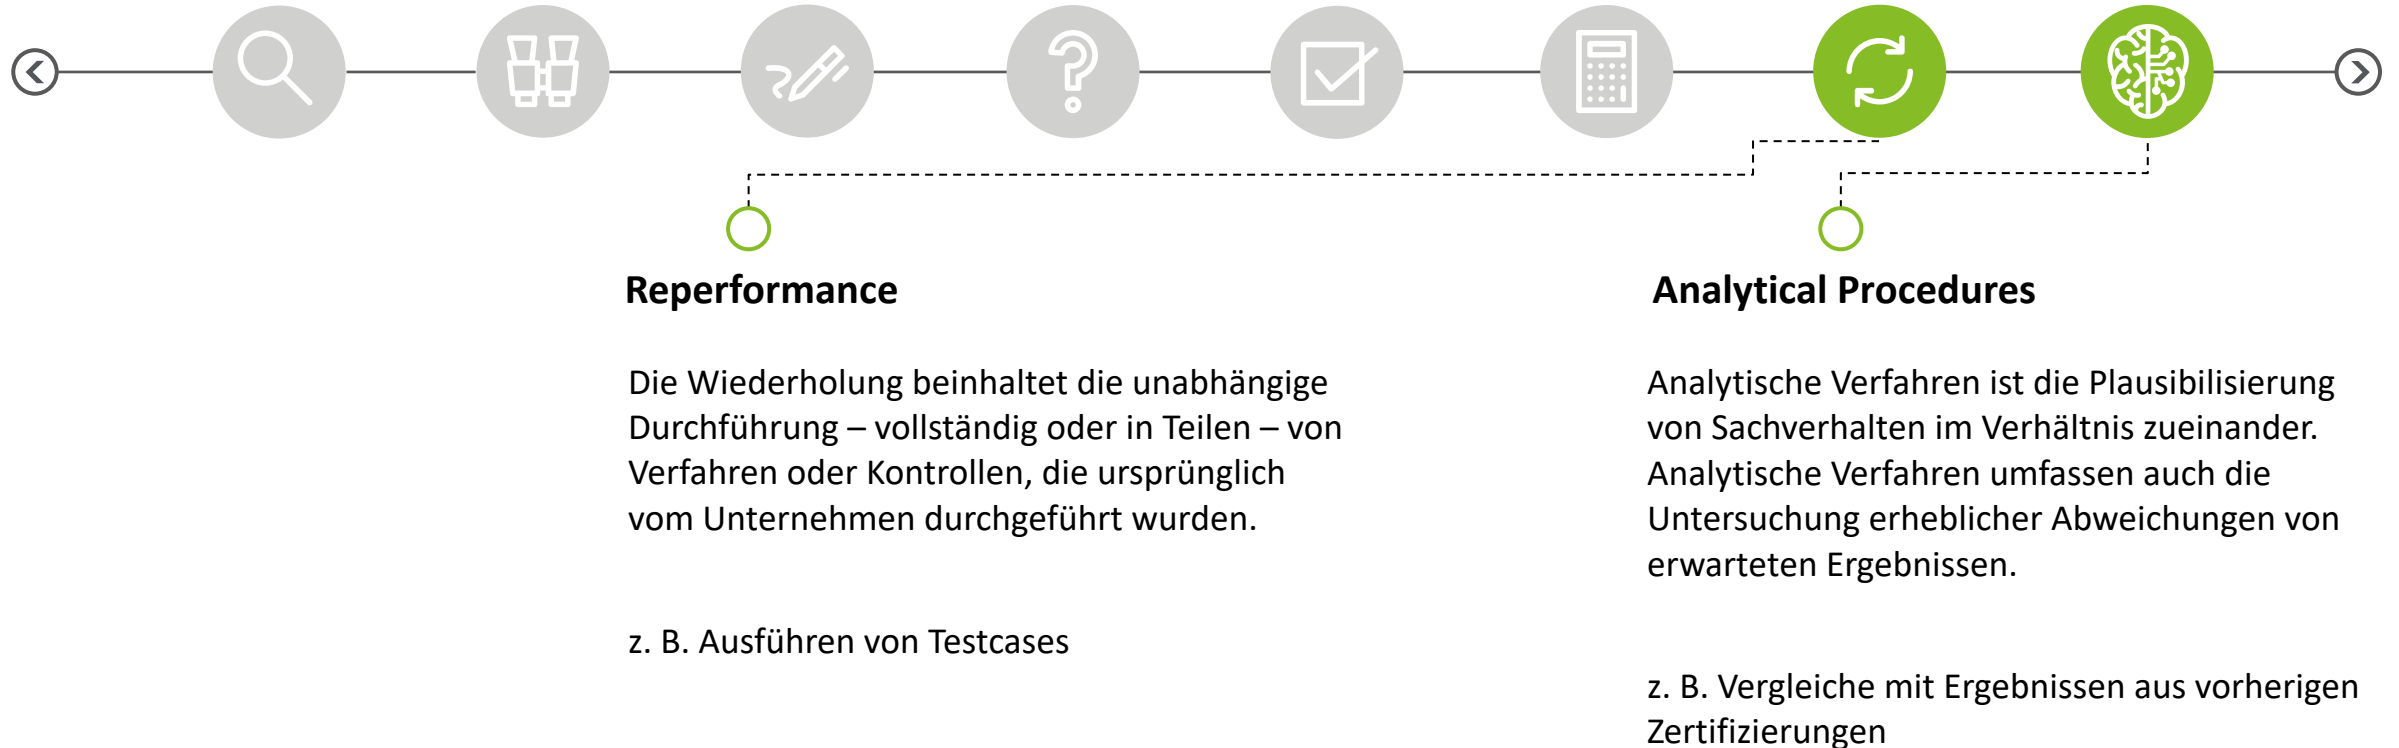 Reperformance
Die Wiederholung beinhaltet die unabhängige
Durchführung – vollständig oder in Teilen – von
Verfahren oder Kontrollen, die ursprünglich
vom Unternehmen durchgeführt wurden.
z. B. Ausführen von Testcases
Analytical Procedures
Analytische Verfahren ist die Plausibilisierung
von Sachverhalten im Verhältnis zueinander.
Analytische Verfahren umfassen auch die
Untersuchung erheblicher Abweichungen von
erwarteten Ergebnissen.
z. B. Vergleiche mit Ergebnissen aus vorherigen
Zertifizierungen